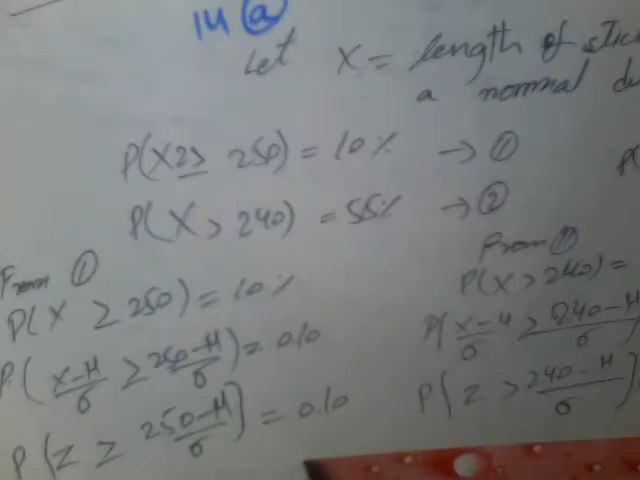 14 (a)
Let X = length of stic
a normal d
P(X ≥ 250) = 10% → ①
P(
P(X > 240) = 55% → ②
From ①
P(X ≥ 250) = 10%
P(X-μ/σ ≥ 250-μ/σ) = 0.10
P(Z ≥ 250-μ/σ) = 0.10
From ②
P(X > 240) =
P(X-μ/σ ≥ 240-μ/σ)
P(Z > 240-μ/σ)